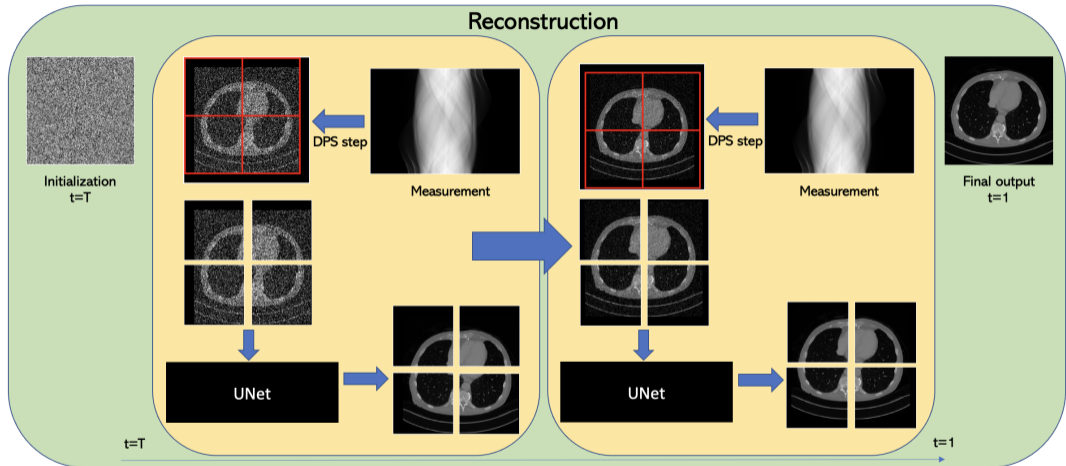 Reconstruction
Initialization
t=T
DPS step
Measurement
UNet
DPS step
Measurement
UNet
Final output
t=1
t=T
t=1